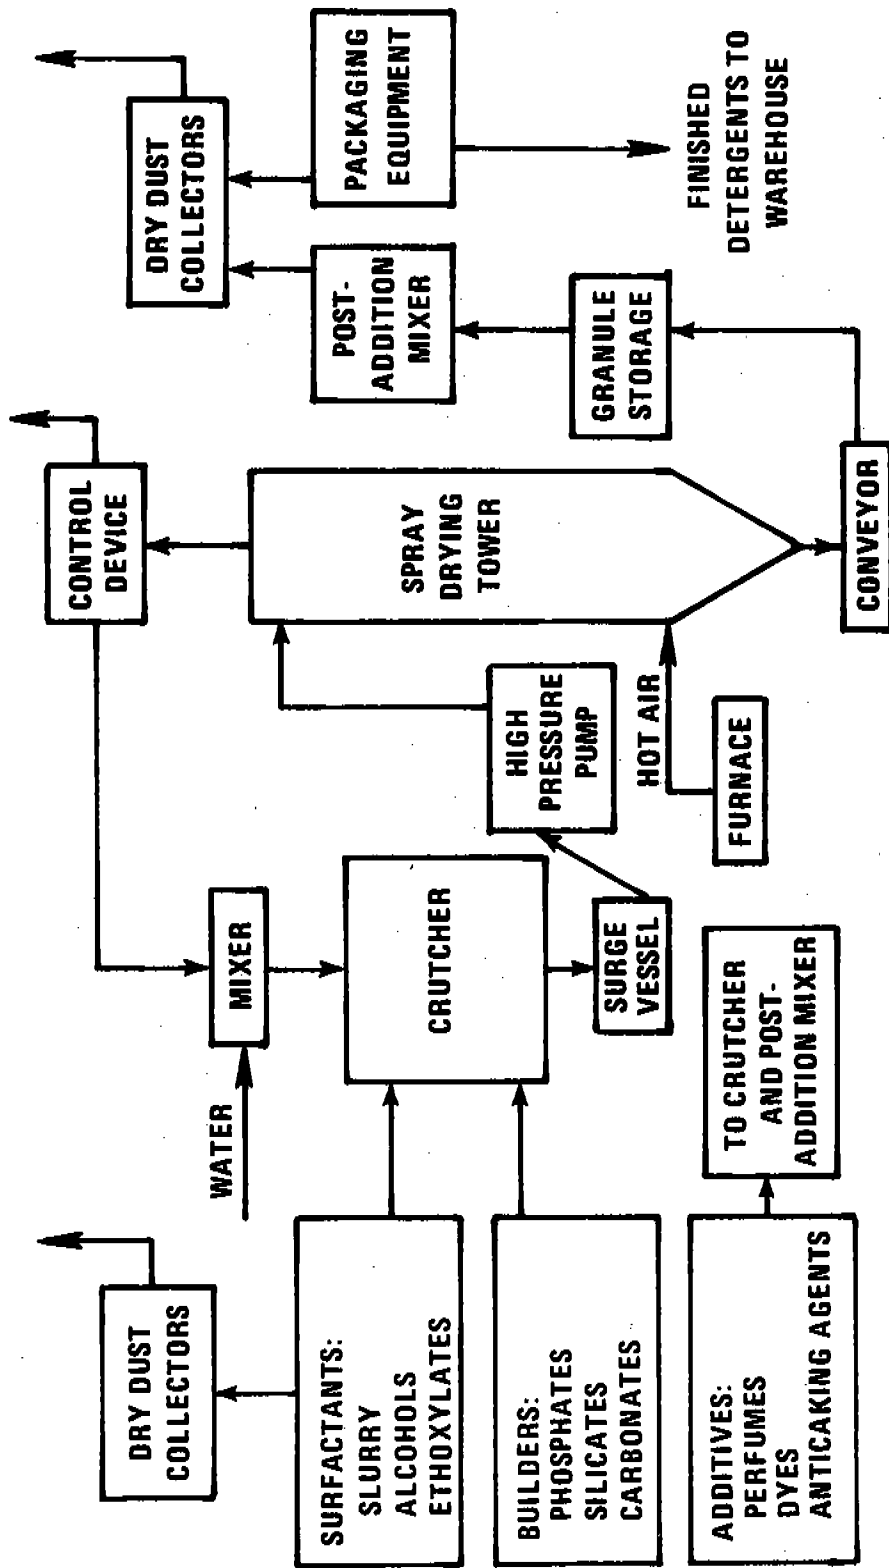 DRY DUST
COLLECTORS
SURFACTANTS:
SLURRY
ALCOHOLS
ETHOXYLATES
BUILDERS:
PHOSPHATES
SILICATES
CARBONATES
ADDITIVES:
PERFUMES
DYES
ANTICAKING AGENTS
WATER
MIXER
CRUTCHER
SURGE
VESSEL
TO CRUTCHER
AND POST-
ADDITION MIXER
CONTROL
DEVICE
HIGH
PRESSURE
PUMP
HOT AIR
FURNACE
SPRAY
DRYING
TOWER
CONVEYOR
DRY DUST
COLLECTORS
POST-
ADDITION
MIXER
GRANULE
STORAGE
PACKAGING
EQUIPMENT
FINISHED
DETERGENTS TO
WAREHOUSE